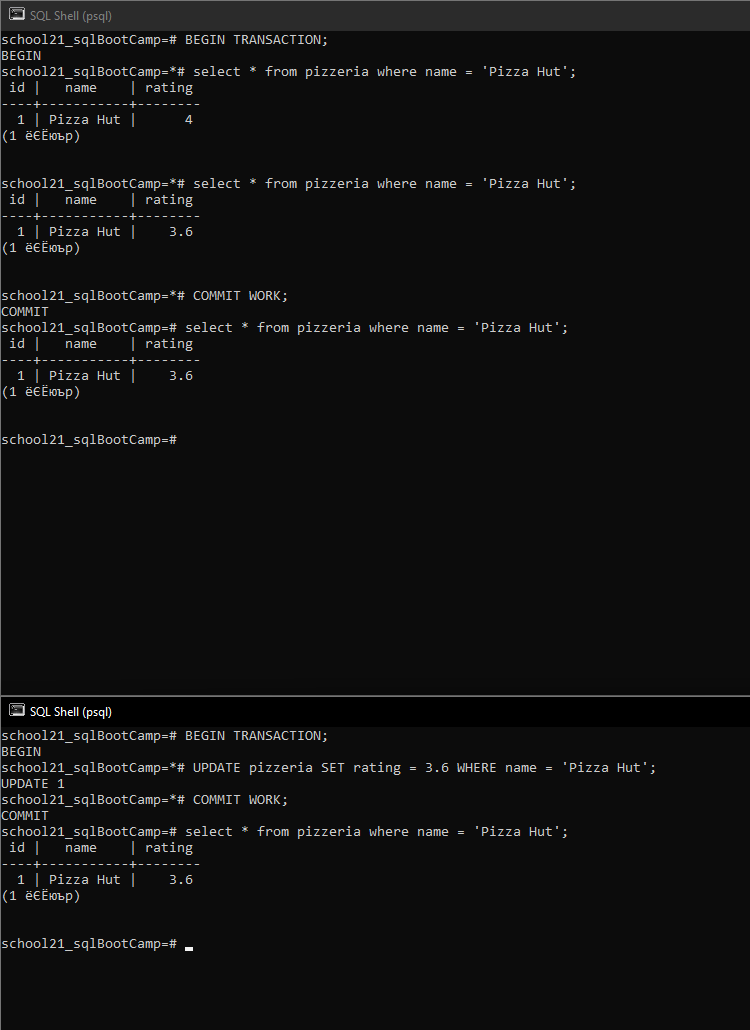 SQL Shell (psql)
school21_sqlBootCamp=# BEGIN TRANSACTION;
BEGIN
school21_sqlBootCamp=*# select * from pizzeria where name = 'Pizza Hut';
 id |   name    | rating
----+-----------+--------
  1 | Pizza Hut |      4
(1 ёЄЁюър)
school21_sqlBootCamp=*# select * from pizzeria where name = 'Pizza Hut';
 id |   name    | rating
----+-----------+--------
  1 | Pizza Hut |    3.6
(1 ёЄЁюър)
school21_sqlBootCamp=*# COMMIT WORK;
COMMIT
school21_sqlBootCamp=# select * from pizzeria where name = 'Pizza Hut';
 id |   name    | rating
----+-----------+--------
  1 | Pizza Hut |    3.6
(1 ёЄЁюър)
school21_sqlBootCamp=#
SQL Shell (psql)
school21_sqlBootCamp=# BEGIN TRANSACTION;
BEGIN
school21_sqlBootCamp=*# UPDATE pizzeria SET rating = 3.6 WHERE name = 'Pizza Hut';
UPDATE 1
school21_sqlBootCamp=*# COMMIT WORK;
COMMIT
school21_sqlBootCamp=# select * from pizzeria where name = 'Pizza Hut';
 id |   name    | rating
----+-----------+--------
  1 | Pizza Hut |    3.6
(1 ёЄЁюър)
school21_sqlBootCamp=#